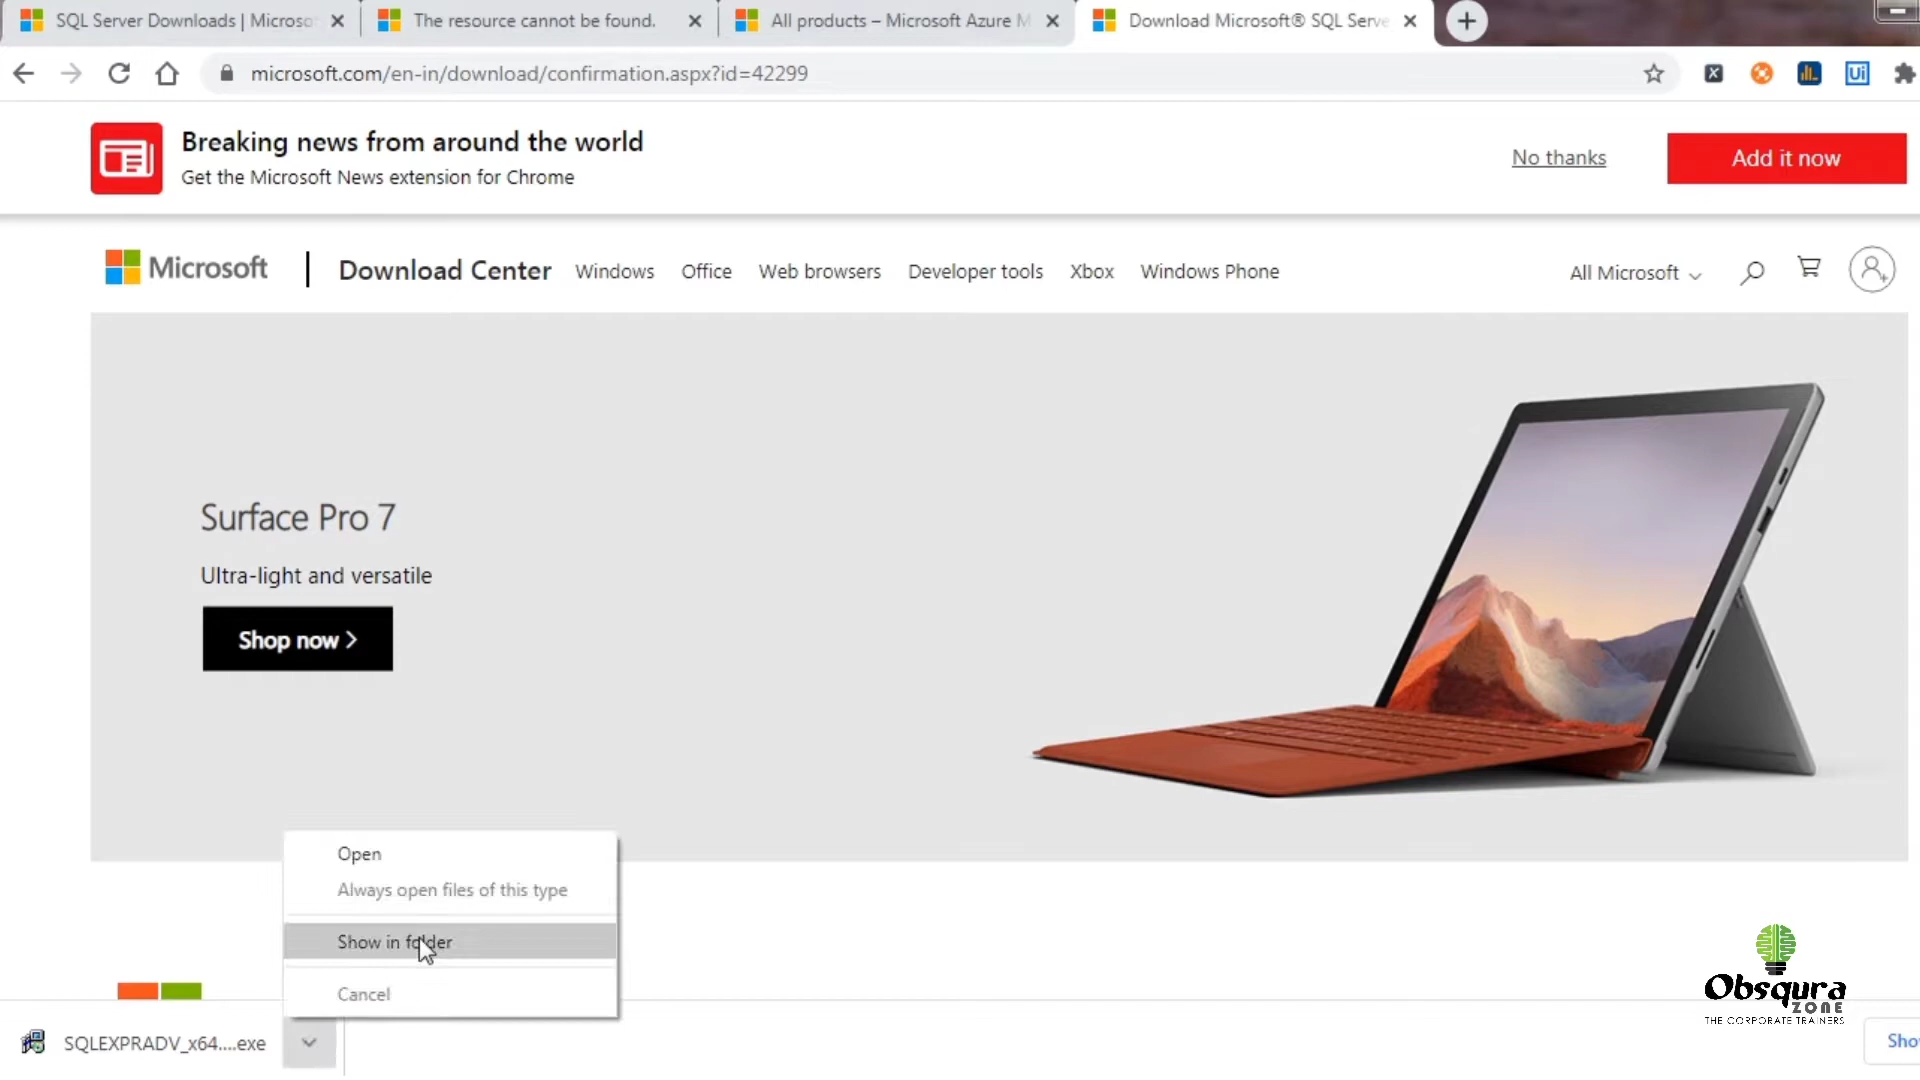 SQL Server Downloads | Microso
The resource cannot be found.
All products – Microsoft Azure M
Download Microsoft® SQL Serve
microsoft.com/en-in/download/confirmation.aspx?id=42299
Ui
Breaking news from around the world
Get the Microsoft News extension for Chrome
No thanks
Add it now
Microsoft
Download Center
Windows
Office
Web browsers
Developer tools
Xbox
Windows Phone
All Microsoft
Surface Pro 7
Ultra-light and versatile
Shop now >
Open
Always open files of this type
Show in folder
Cancel
SQLEXPRADV_x64....exe
Obsqura
ZONE
THE CORPORATE TRAINERS
Sho